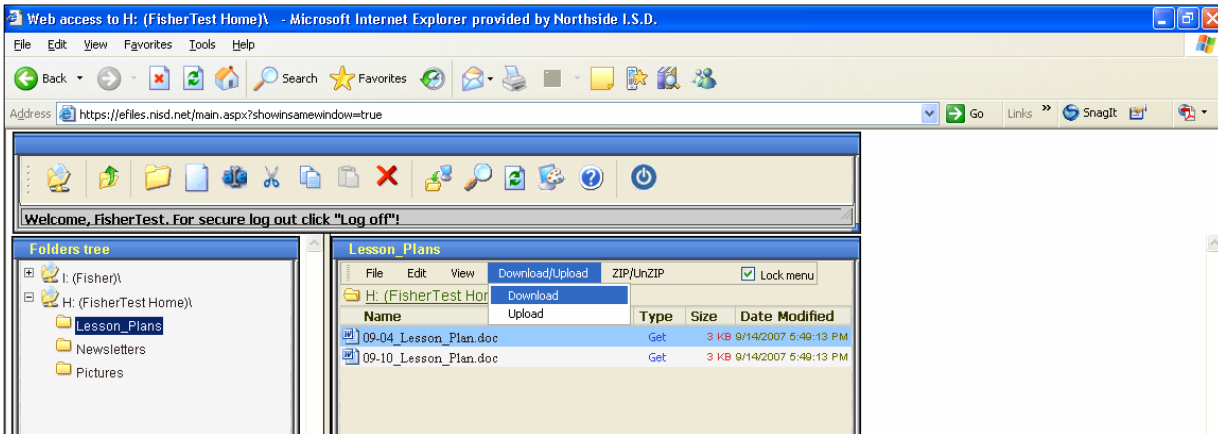 Web access to H: (FisherTest Home)\ - Microsoft Internet Explorer provided by Northside I.S.D.
File Edit View Favorites Tools Help
Back Search Favorites
Address https://efiles.nisd.net/main.aspx?showinsamewindow=true Go Links » SnagIt
Welcome, FisherTest. For secure log out click "Log off"!
Folders tree
I: (Fisher)\
H: (FisherTest Home)\
Lesson_Plans
Newsletters
Pictures
Lesson_Plans
File Edit View Download/Upload ZIP/UnZIP Lock menu
H: (FisherTest Hor
Download
Upload
Name Type Size Date Modified
09-04_Lesson_Plan.doc Get 3 KB 9/14/2007 5:49:13 PM
09-10_Lesson_Plan.doc Get 3 KB 9/14/2007 5:49:13 PM